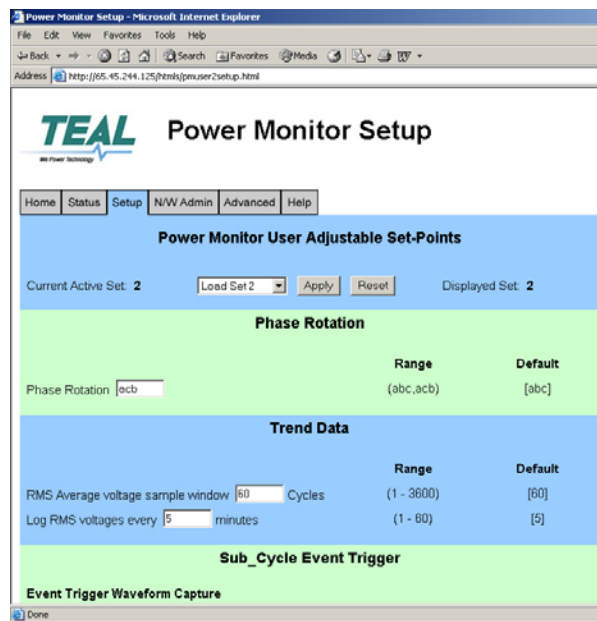 Power Monitor Setup - Microsoft Internet Explorer
File Edit View Favorites Tools Help
Back Search Favorites Media
Address http://65.45.244.125/htmls/pmuser2setup.html
TEAL Power Monitor Setup
We Power Technology
Home Status Setup N/W Admin Advanced Help
Power Monitor User Adjustable Set-Points
Current Active Set: 2 Load Set 2 Apply Reset Displayed Set: 2
Phase Rotation
Range Default
Phase Rotation acb (abc,acb) [abc]
Trend Data
Range Default
RMS Average voltage sample window 60 Cycles (1 - 3600) [60]
Log RMS voltages every 5 minutes (1 - 60) [5]
Sub_Cycle Event Trigger
Event Trigger Waveform Capture
Done